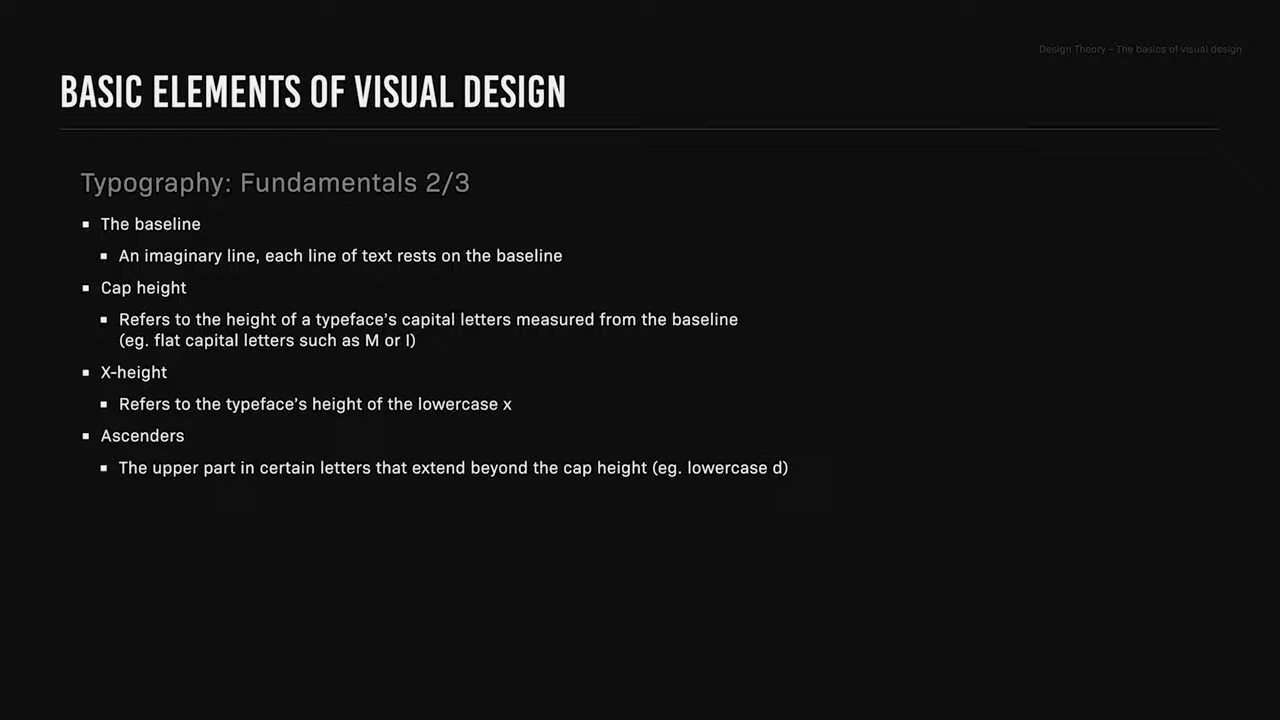 Design Theory – The basics of visual design
BASIC ELEMENTS OF VISUAL DESIGN
Typography: Fundamentals 2/3
▪ The baseline
▪ An imaginary line, each line of text rests on the baseline
▪ Cap height
▪ Refers to the height of a typeface’s capital letters measured from the baseline
(eg. flat capital letters such as M or I)
▪ X-height
▪ Refers to the typeface’s height of the lowercase x
▪ Ascenders
▪ The upper part in certain letters that extend beyond the cap height (eg. lowercase d)